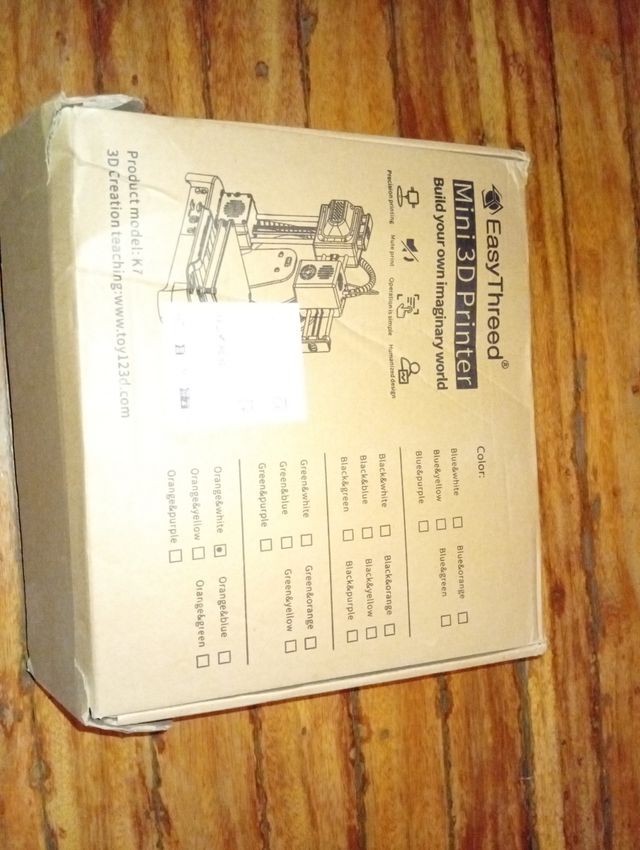 EasyThreed®
Mini 3D Printer
Build your own imaginary world
Precision printing
Mute print
Operation is simple
Humanized design
Product model: K7
3D Creation teaching:www.toy123d.com
Color:
Blue&white
Blue&orange
Blue&yellow
Blue&green
Blue&purple
Black&white
Black&orange
Black&blue
Black&yellow
Black&green
Black&purple
Green&white
Green&orange
Green&blue
Green&yellow
Green&purple
Orange&white
Orange&blue
Orange&yellow
Orange&green
Orange&purple